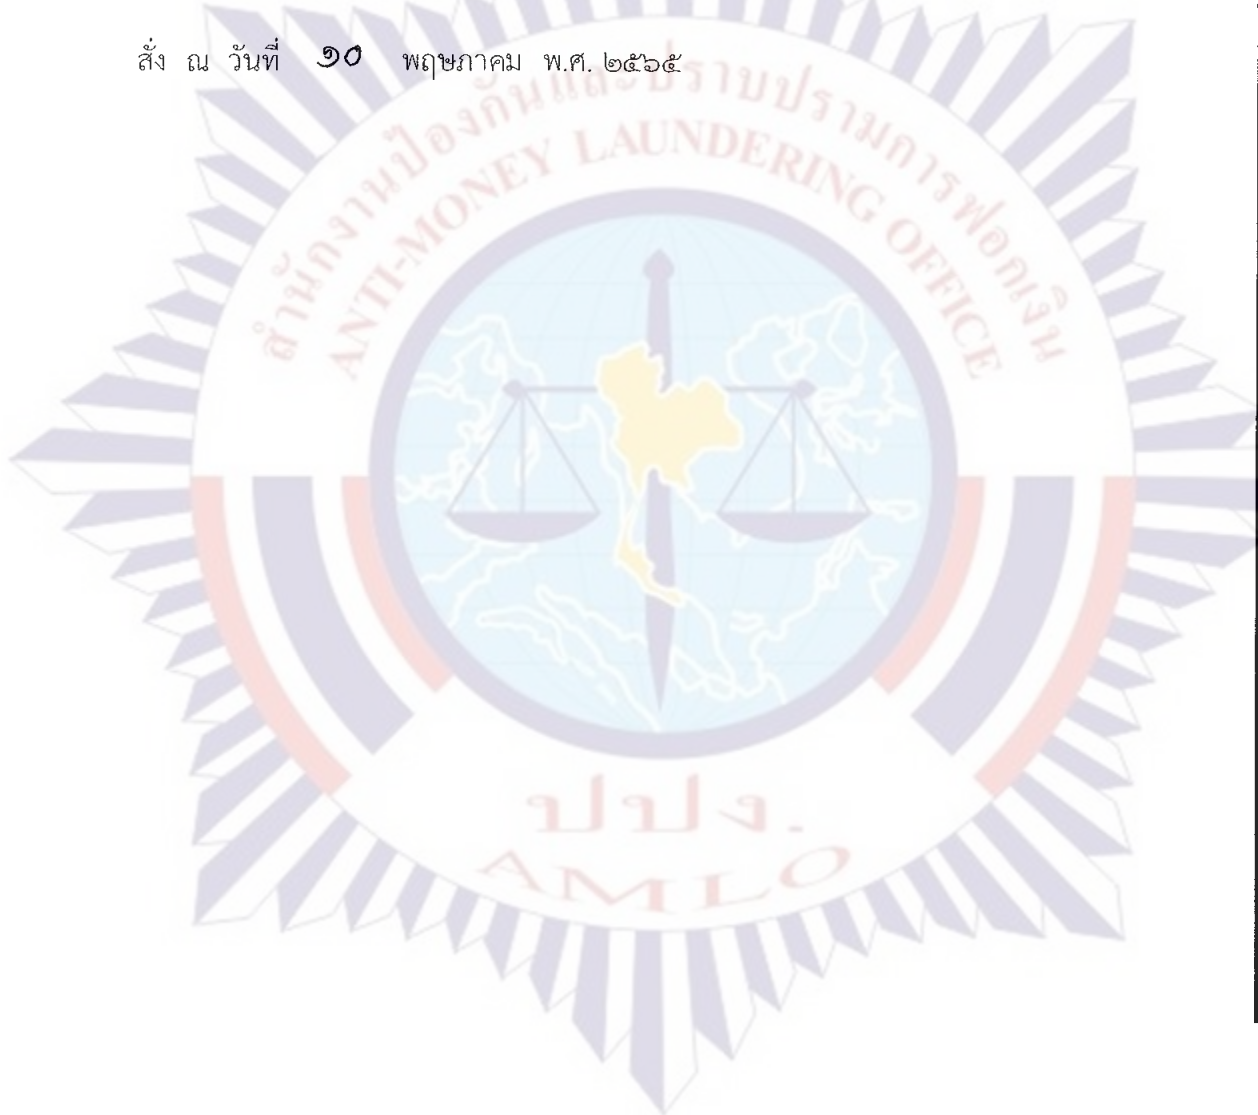 สั่ง ณ วันที่ ๑๐ พฤษภาคม พ.ศ. ๒๕๖๕
สำนักงานป้องกันและปราบปรามการฟอกเงิน
ANTI-MONEY LAUNDERING OFFICE
ปปง.
AMLO